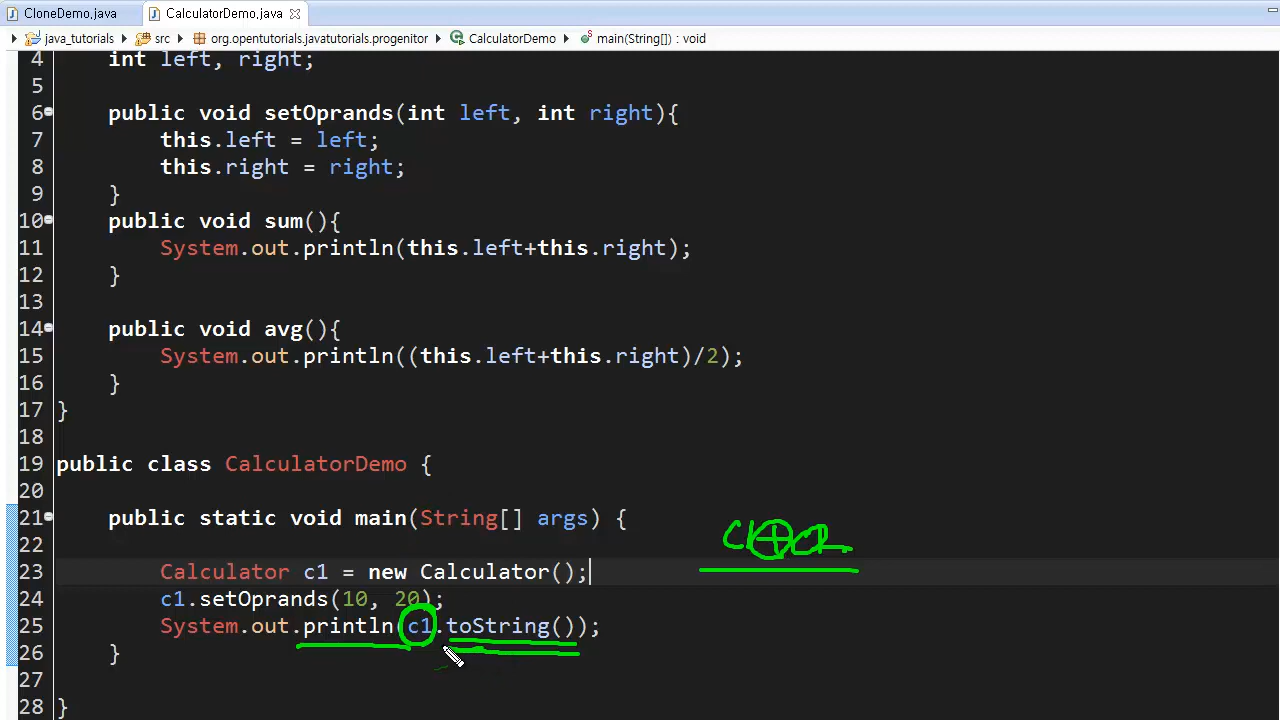 CloneDemo.java CalculatorDemo.java
java_tutorials src org.opentutorials.javatutorials.progenitor CalculatorDemo main(String[]) : void
4 int left, right;
5
6 public void setOprands(int left, int right){
7 this.left = left;
8 this.right = right;
9 }
10 public void sum(){
11 System.out.println(this.left+this.right);
12 }
13
14 public void avg(){
15 System.out.println((this.left+this.right)/2);
16 }
17 }
18
19 public class CalculatorDemo {
20
21 public static void main(String[] args) {
22
23 Calculator c1 = new Calculator();
24 c1.setOprands(10, 20);
25 System.out.println(c1.toString());
26 }
27
28 }